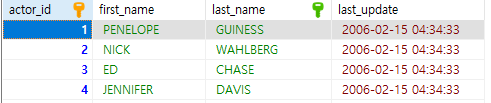 actor_id first_name last_name last_update
1 PENELOPE GUINESS 2006-02-15 04:34:33
2 NICK WAHLBERG 2006-02-15 04:34:33
3 ED CHASE 2006-02-15 04:34:33
4 JENNIFER DAVIS 2006-02-15 04:34:33